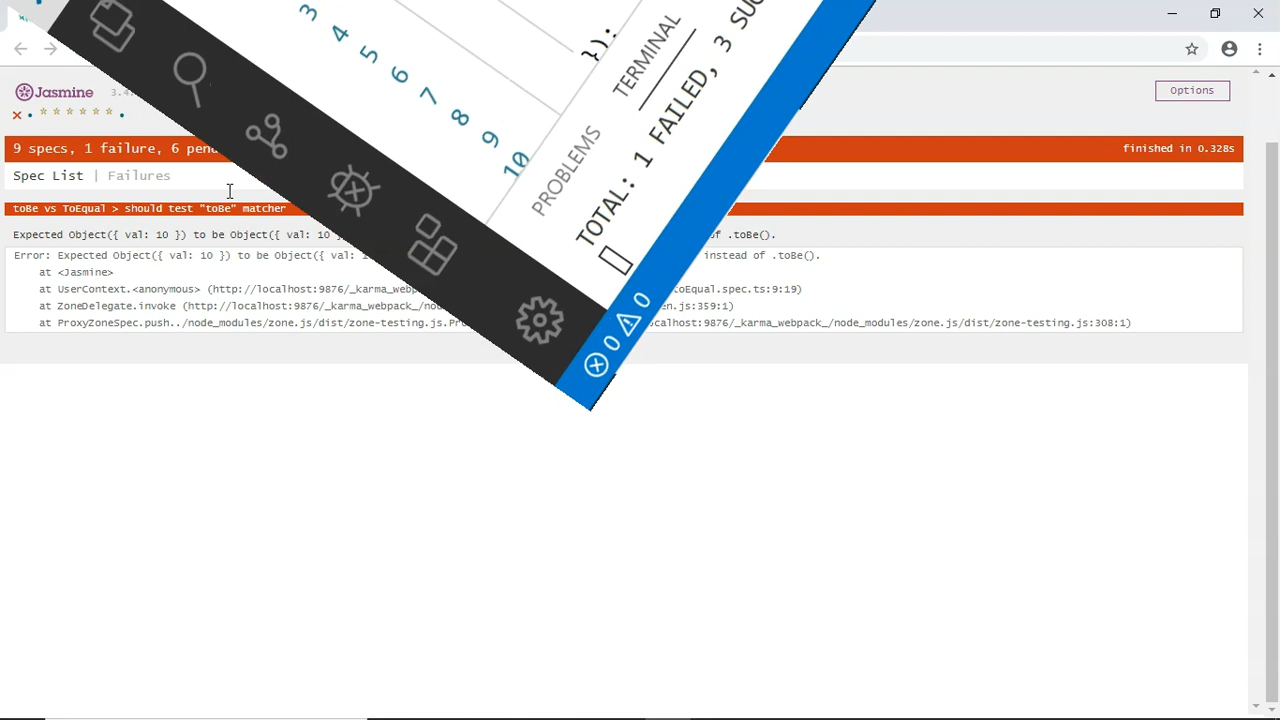 Jasmine 3.4.
Options
9 specs, 1 failure, 6 pen
finished in 0.328s
Spec List | Failures
toBe vs ToEqual > should test "toBe" matcher
Expected Object({ val: 10 }) to be Object({ val: 10 of .toBe().
Error: Expected Object({ val: 10 }) to be Object({ val: 1 instead of .toBe().
at <Jasmine>
at UserContext.<anonymous> (http://localhost:9876/_karma_webp toEqual.spec.ts:9:19)
at ZoneDelegate.invoke (http://localhost:9876/_karma_webpack_/nod en.js:359:1)
at ProxyZoneSpec.push../node_modules/zone.js/dist/zone-testing.js.Pr ocalhost:9876/_karma_webpack_/node_modules/zone.js/dist/zone-testing.js:308:1)
3
4
5
6
7
8
9
10
});
PROBLEMS TERMINAL
TOTAL: 1 FAILED, 3 SUC
0 0